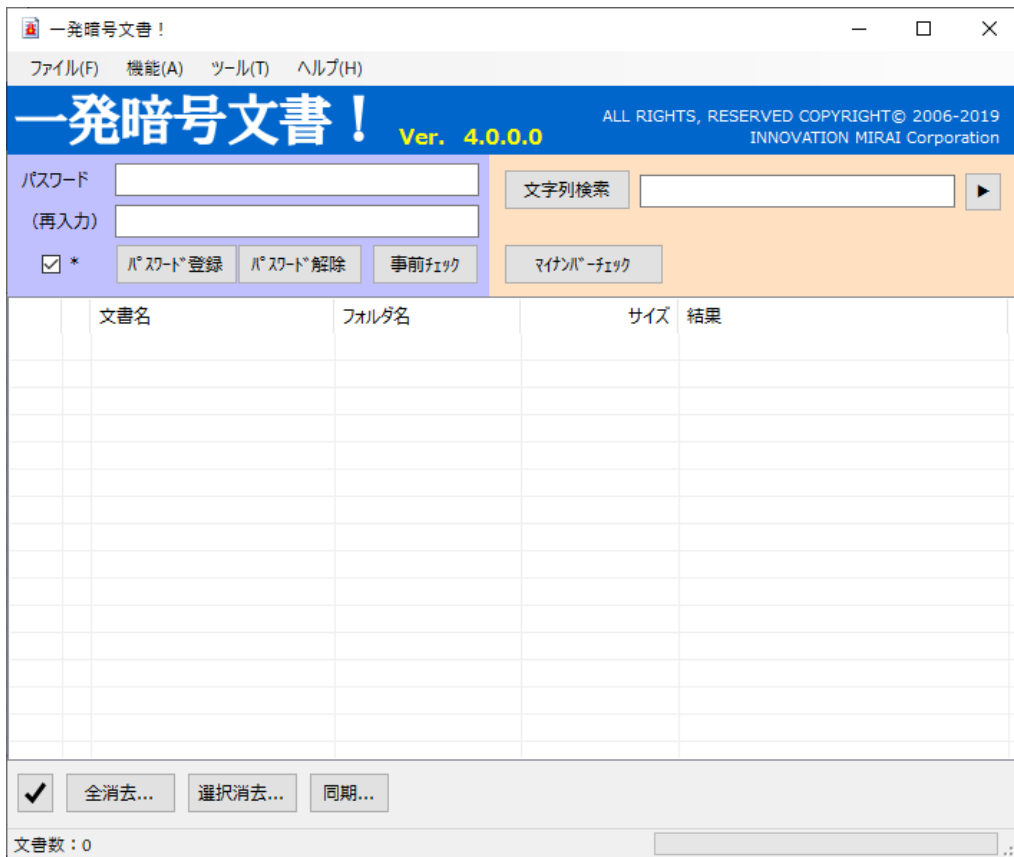 一発暗号文書！
ファイル(F) 機能(A) ツール(T) ヘルプ(H)
一発暗号文書！ Ver. 4.0.0.0
ALL RIGHTS, RESERVED COPYRIGHT© 2006-2019
INNOVATION MIRAI Corporation
パスワード
(再入力)
*
ﾊﾟｽﾜｰﾄﾞ登録 ﾊﾟｽﾜｰﾄﾞ解除 事前ﾁｪｯｸ
文字列検索
ﾏｲﾅﾝﾊﾞｰﾁｪｯｸ
文書名 フォルダ名 サイズ 結果
全消去... 選択消去... 同期...
文書数：0